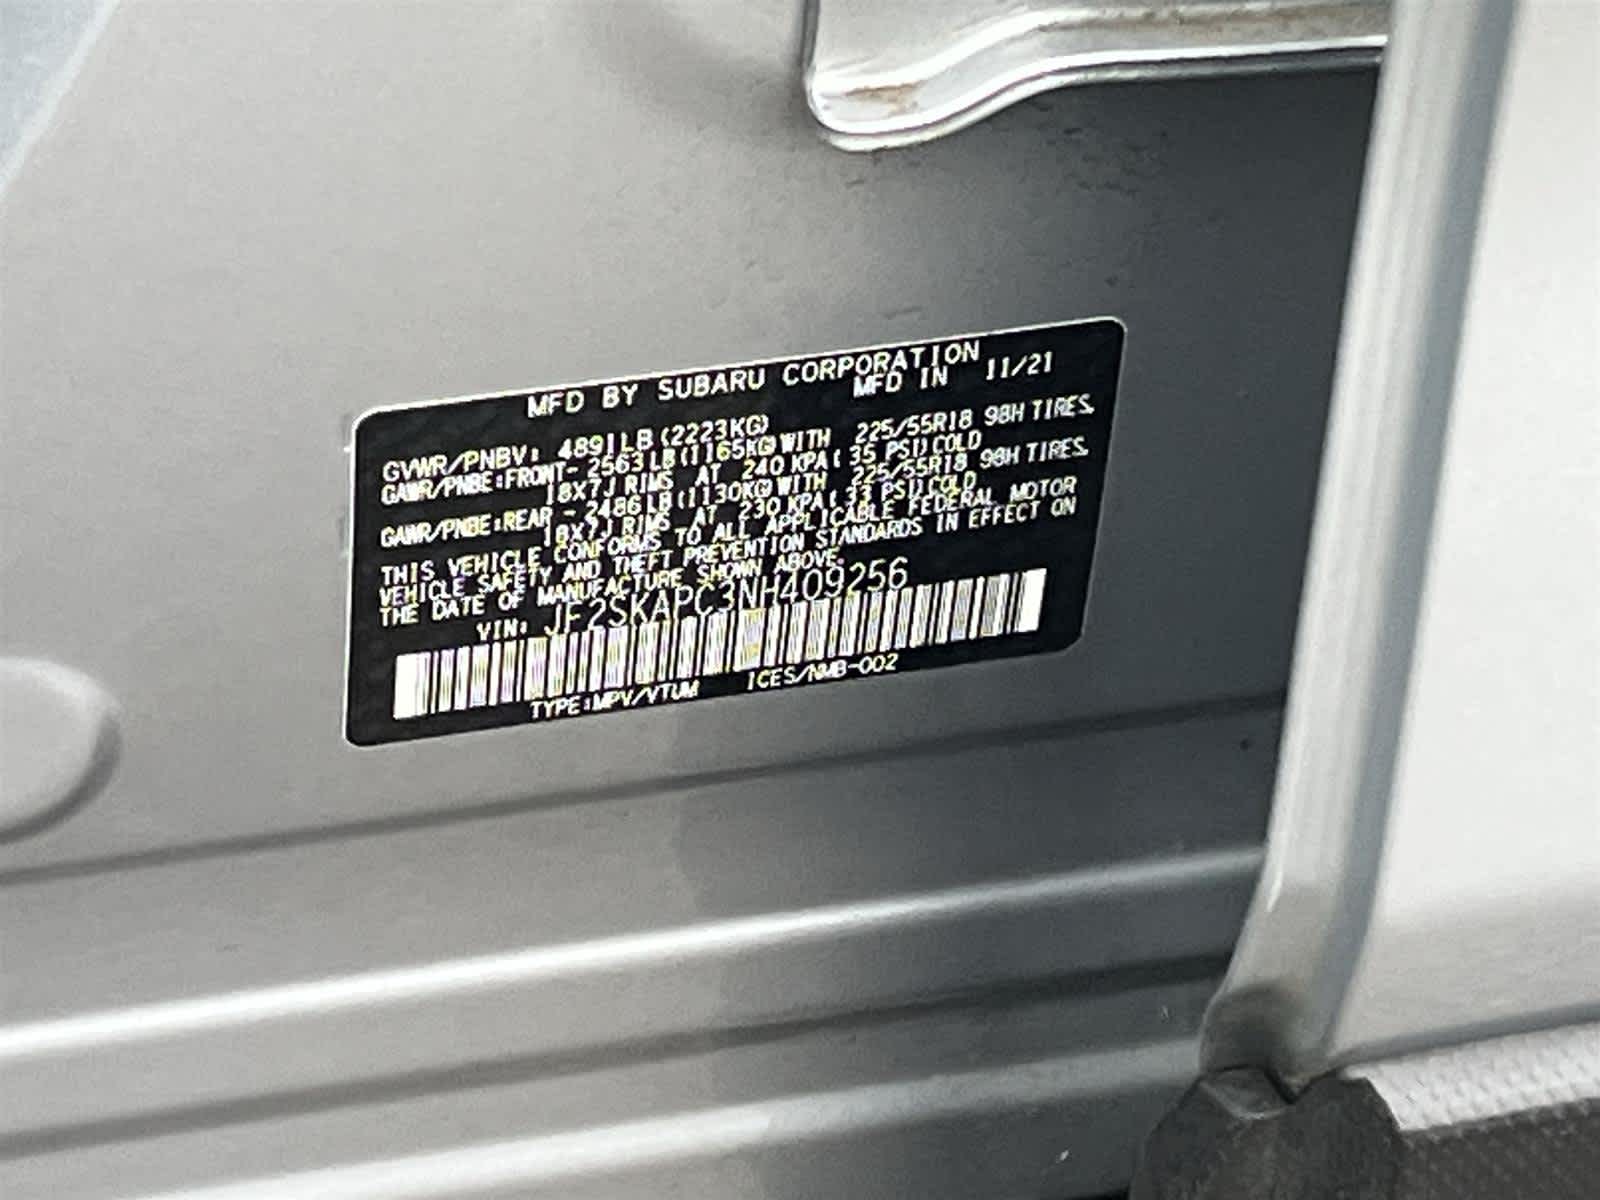 MFD BY SUBARU CORPORATION
MFD IN 11/21
GVWR/PNBV: 4891LB(2223KG)
GAWR/PNBE:FRONT- 2563LB(1165KG)WITH 225/55R18 98H TIRES,
18X7J RIMS AT 240 KPA( 35 PSI)COLD
GAWR/PNBE:REAR - 2486LB(1130KG)WITH 225/55R18 98H TIRES,
18X7J RIMS AT 230 KPA( 33 PSI)COLD
THIS VEHICLE CONFORMS TO ALL APPLICABLE FEDERAL MOTOR
VEHICLE SAFETY AND THEFT PREVENTION STANDARDS IN EFFECT ON
THE DATE OF MANUFACTURE SHOWN ABOVE.
VIN: JF2SKAPC3NH409256
TYPE:MPV/VTUM ICES/NMB-002